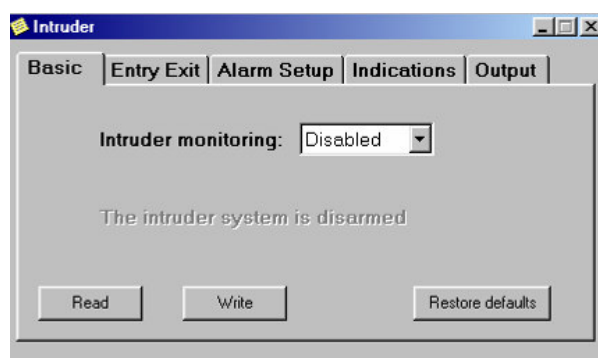 Intruder
Basic Entry Exit Alarm Setup Indications Output
Intruder monitoring: Disabled
The intruder system is disarmed
Read Write Restore defaults